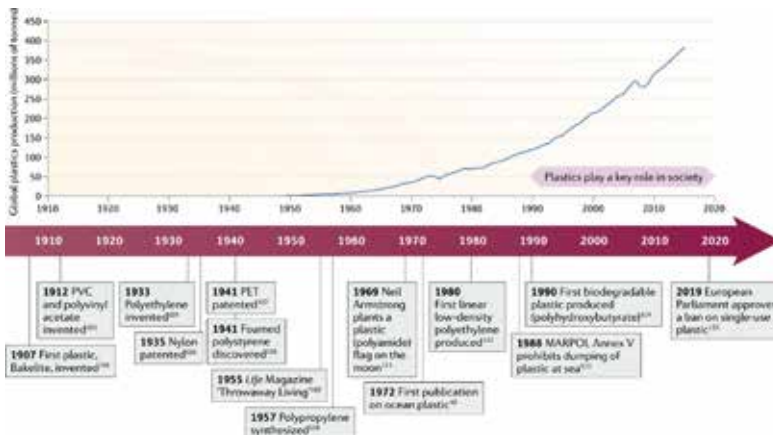 Global plastics production (millions of tonnes)
450
400
350
300
250
200
150
100
50
0
1910 1920 1930 1940 1950 1960 1970 1980 1990 2000 2010 2020
Plastics play a key role in society
1910 1920 1930 1940 1950 1960 1970 1980 1990 2000 2010 2020
1912 PVC
and polyvinyl
acetate
invented
1907 First plastic,
Bakelite, invented
1933
Polyethylene
invented
1935 Nylon
patented
1941 PET
patented
1941 Foamed
polystyrene
discovered
1955 Life Magazine
'Throwaway Living'
1957 Polypropylene
synthesized
1969 Neil
Armstrong
plants a
plastic
(polyamide)
flag on the
moon
1972 First publication
on ocean plastic
1980
First linear
low-density
polyethylene
produced
1990 First biodegradable
plastic produced
(polyhydroxybutyrate)
1988 MARPOL Annex V
prohibits dumping of
plastic at sea
2019 European
Parliament approve
a ban on single-use
plastic